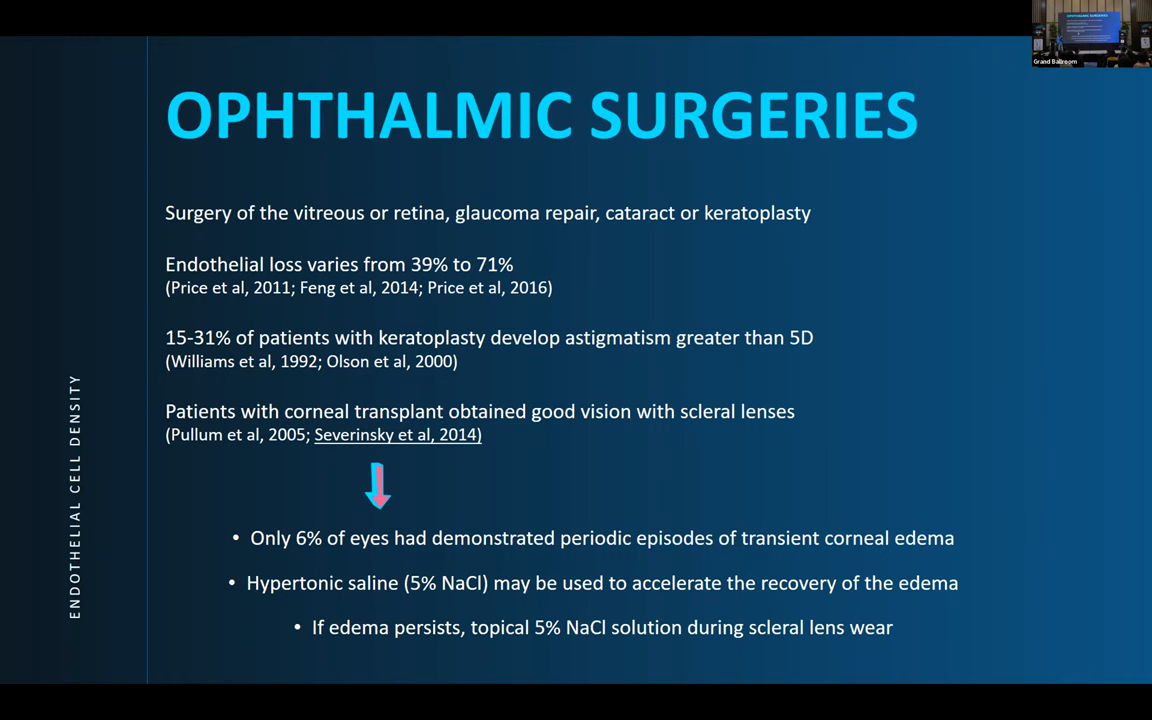 Grand Ballroom
OPHTHALMIC SURGERIES
Surgery of the vitreous or retina, glaucoma repair, cataract or keratoplasty
Endothelial loss varies from 39% to 71%
(Price et al, 2011; Feng et al, 2014; Price et al, 2016)
15-31% of patients with keratoplasty develop astigmatism greater than 5D
(Williams et al, 1992; Olson et al, 2000)
Patients with corneal transplant obtained good vision with scleral lenses
(Pullum et al, 2005; Severinsky et al, 2014)
• Only 6% of eyes had demonstrated periodic episodes of transient corneal edema
• Hypertonic saline (5% NaCl) may be used to accelerate the recovery of the edema
• If edema persists, topical 5% NaCl solution during scleral lens wear
ENDOTHELIAL CELL DENSITY